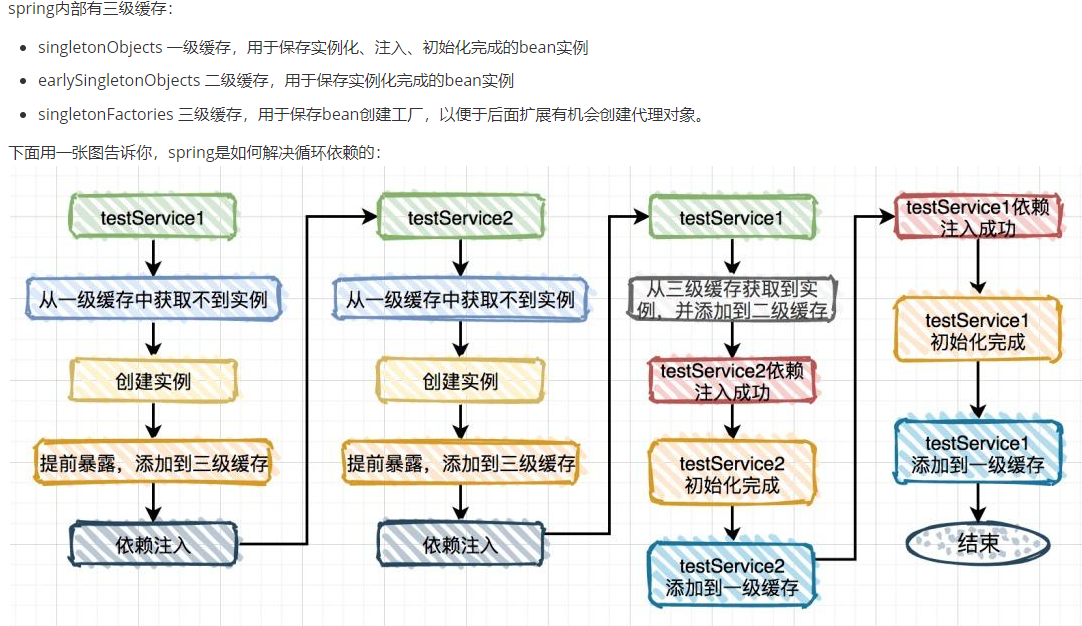 spring内部有三级缓存：
singletonObjects 一级缓存，用于保存实例化、注入、初始化完成的bean实例
earlySingletonObjects 二级缓存，用于保存实例化完成的bean实例
singletonFactories 三级缓存，用于保存bean创建工厂，以便于后面扩展有机会创建代理对象。
下面用一张图告诉你，spring是如何解决循环依赖的：
testService1
从一级缓存中获取不到实例
创建实例
提前暴露，添加到三级缓存
依赖注入
testService2
从一级缓存中获取不到实例
创建实例
提前暴露，添加到三级缓存
依赖注入
testService1
从三级缓存获取到实
例，并添加到二级缓存
testService2依赖
注入成功
testService2
初始化完成
testService2
添加到一级缓存
testService1依赖
注入成功
testService1
初始化完成
testService1
添加到一级缓存
结束